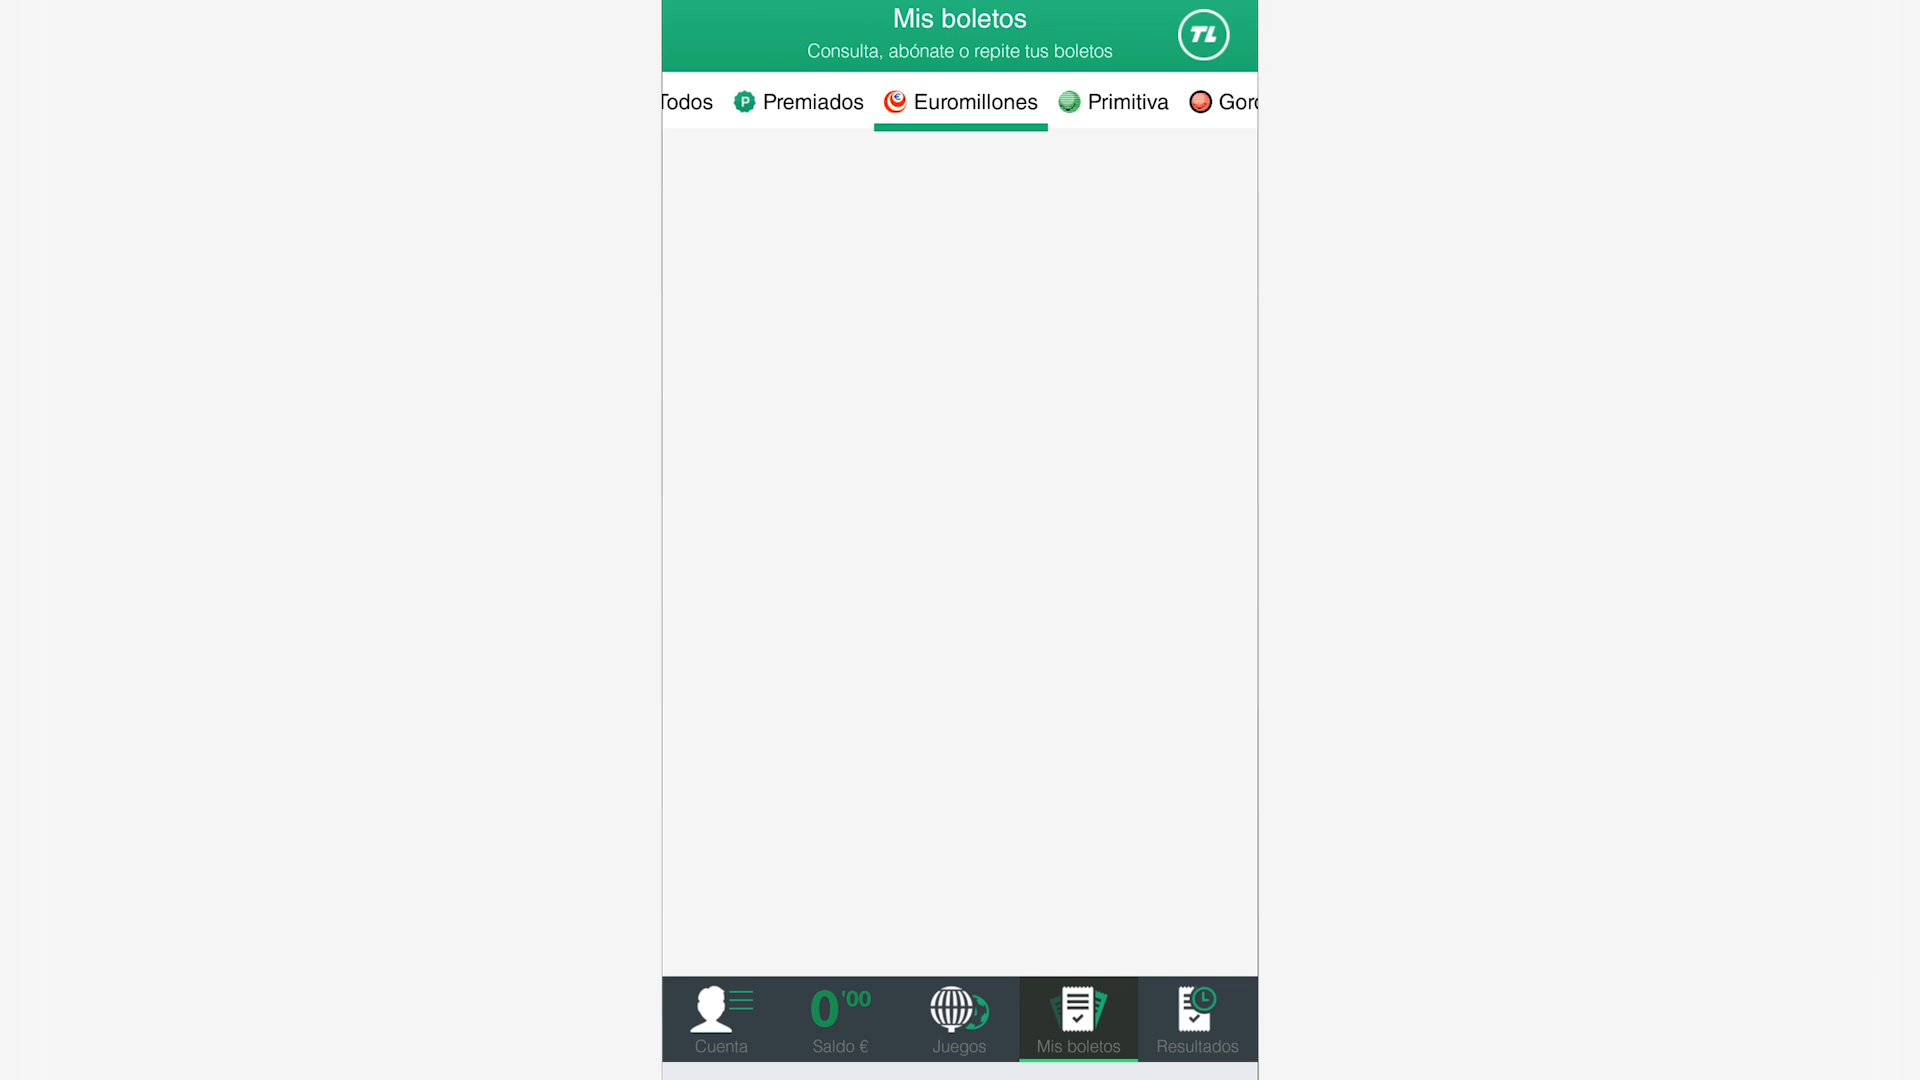 Mis boletos
Consulta, abónate o repite tus boletos
TL
Todos
P Premiados
€ Euromillones
Primitiva
Gord
Cuenta
0'00
Saldo €
Juegos
Mis boletos
Resultados